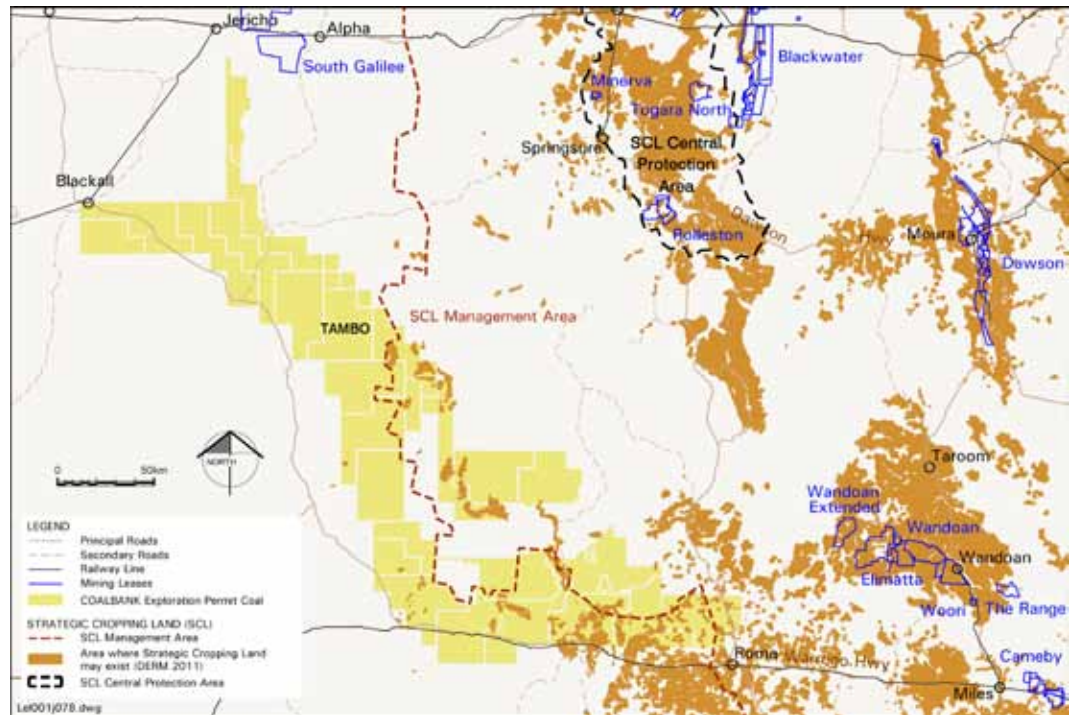 Jericho
Alpha
South Galilee
Blackwater
Minerva
Togara North
Springsure
SCL Central
Protection
Area
Blackall
Rolleston
Dawson
Hwy
Moura
Dawson
SCL Management Area
TAMBO
NORTH
0
50km
Taroom
Wandoan
Extended
Wandoan
Wandoan
Elimatta
Woori
The Range
Cameby
Roma
Warrego Hwy
Miles
LEGEND
Principal Roads
Secondary Roads
Railway Line
Mining Leases
COALBANK Exploration Permit Coal
STRATEGIC CROPPING LAND (SCL)
SCL Management Area
Area where Strategic Cropping Land
may exist (DERM 2011)
SCL Central Protection Area
Lel001j078.dwg